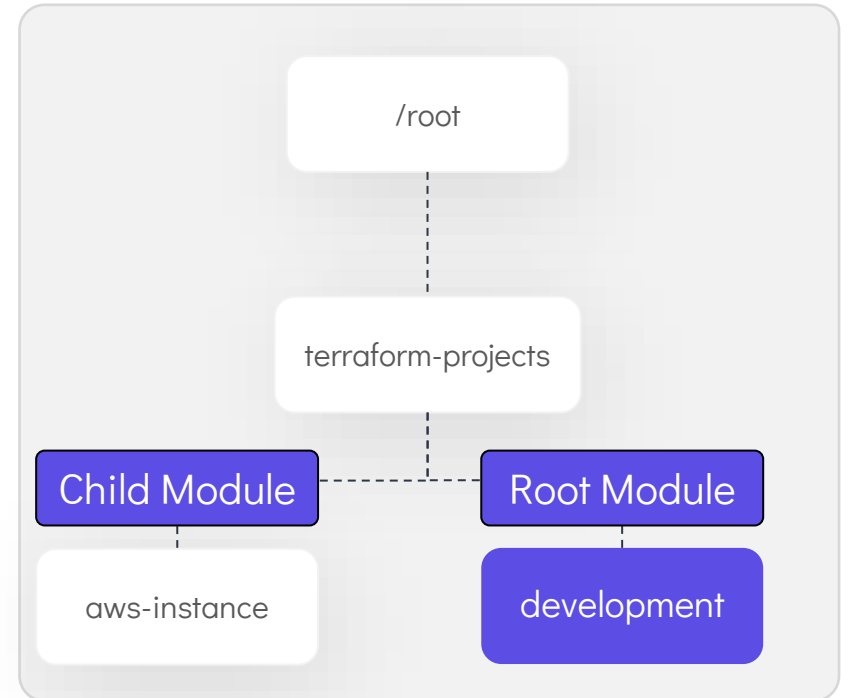 /root
terraform-projects
Child Module
Root Module
aws-instance
development